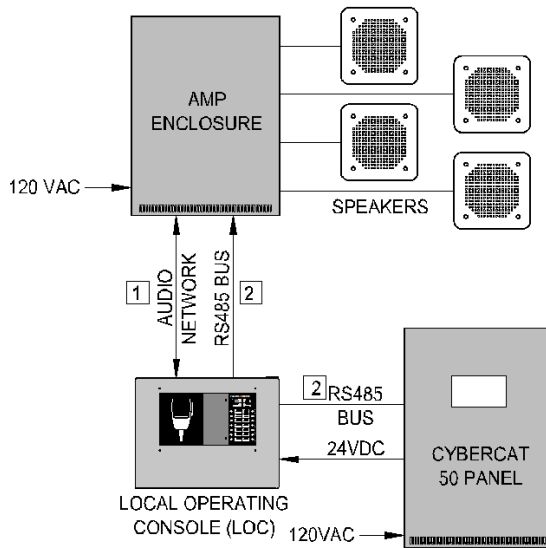 AMP
ENCLOSURE
120 VAC
SPEAKERS
1
AUDIO
NETWORK
RS485 BUS
2
2
RS485
BUS
24VDC
CYBERCAT
50 PANEL
LOCAL OPERATING
CONSOLE (LOC)
120VAC